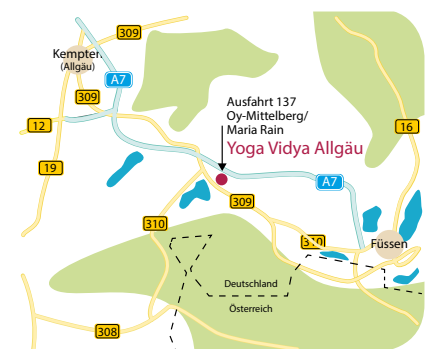 309
Kempten
(Allgäu)
A7
309
Ausfahrt 137
Oy-Mittelberg/
Maria Rain
Yoga Vidya Allgäu
12
16
19
A7
309
310
310
Füssen
Deutschland
Österreich
308